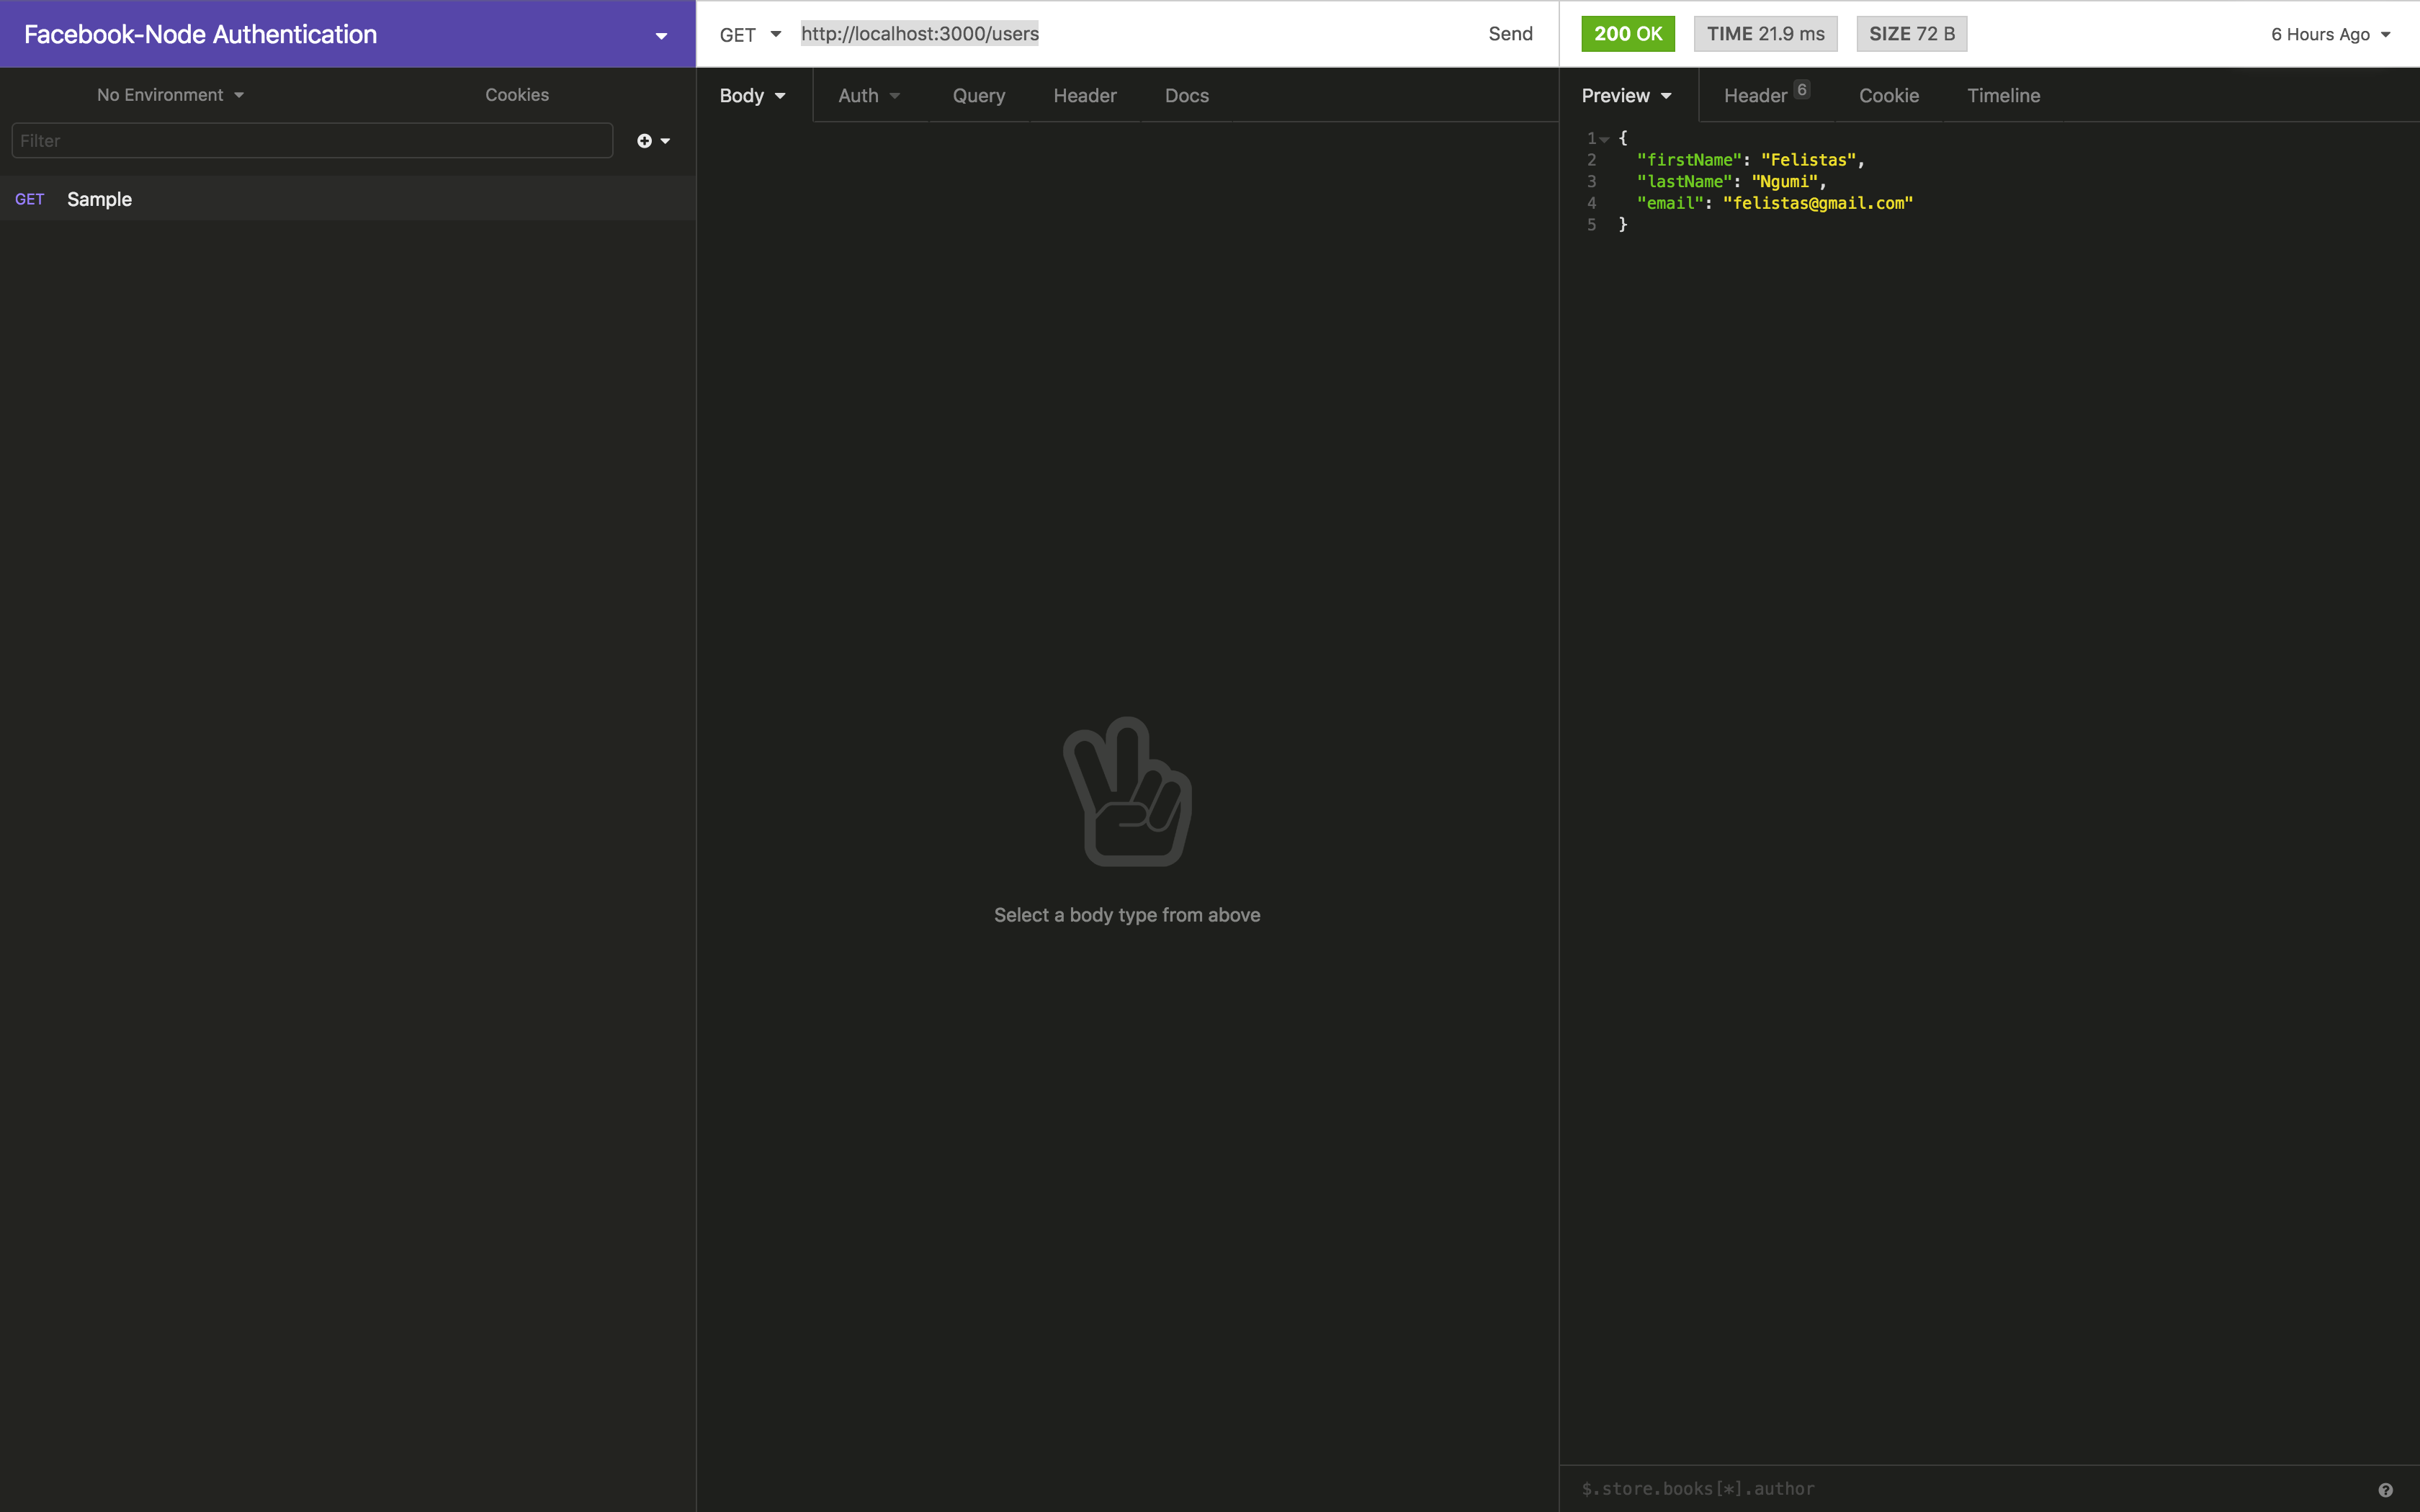 Facebook-Node Authentication
No Environment Cookies
Filter
GET Sample
GET http://localhost:3000/users Send
Body Auth Query Header Docs
Select a body type from above
200 OK TIME 21.9 ms SIZE 72 B 6 Hours Ago
Preview Header 6 Cookie Timeline
1 {
2 "firstName": "Felistas",
3 "lastName": "Ngumi",
4 "email": "felistas@gmail.com"
5 }
$.store.books[*].author